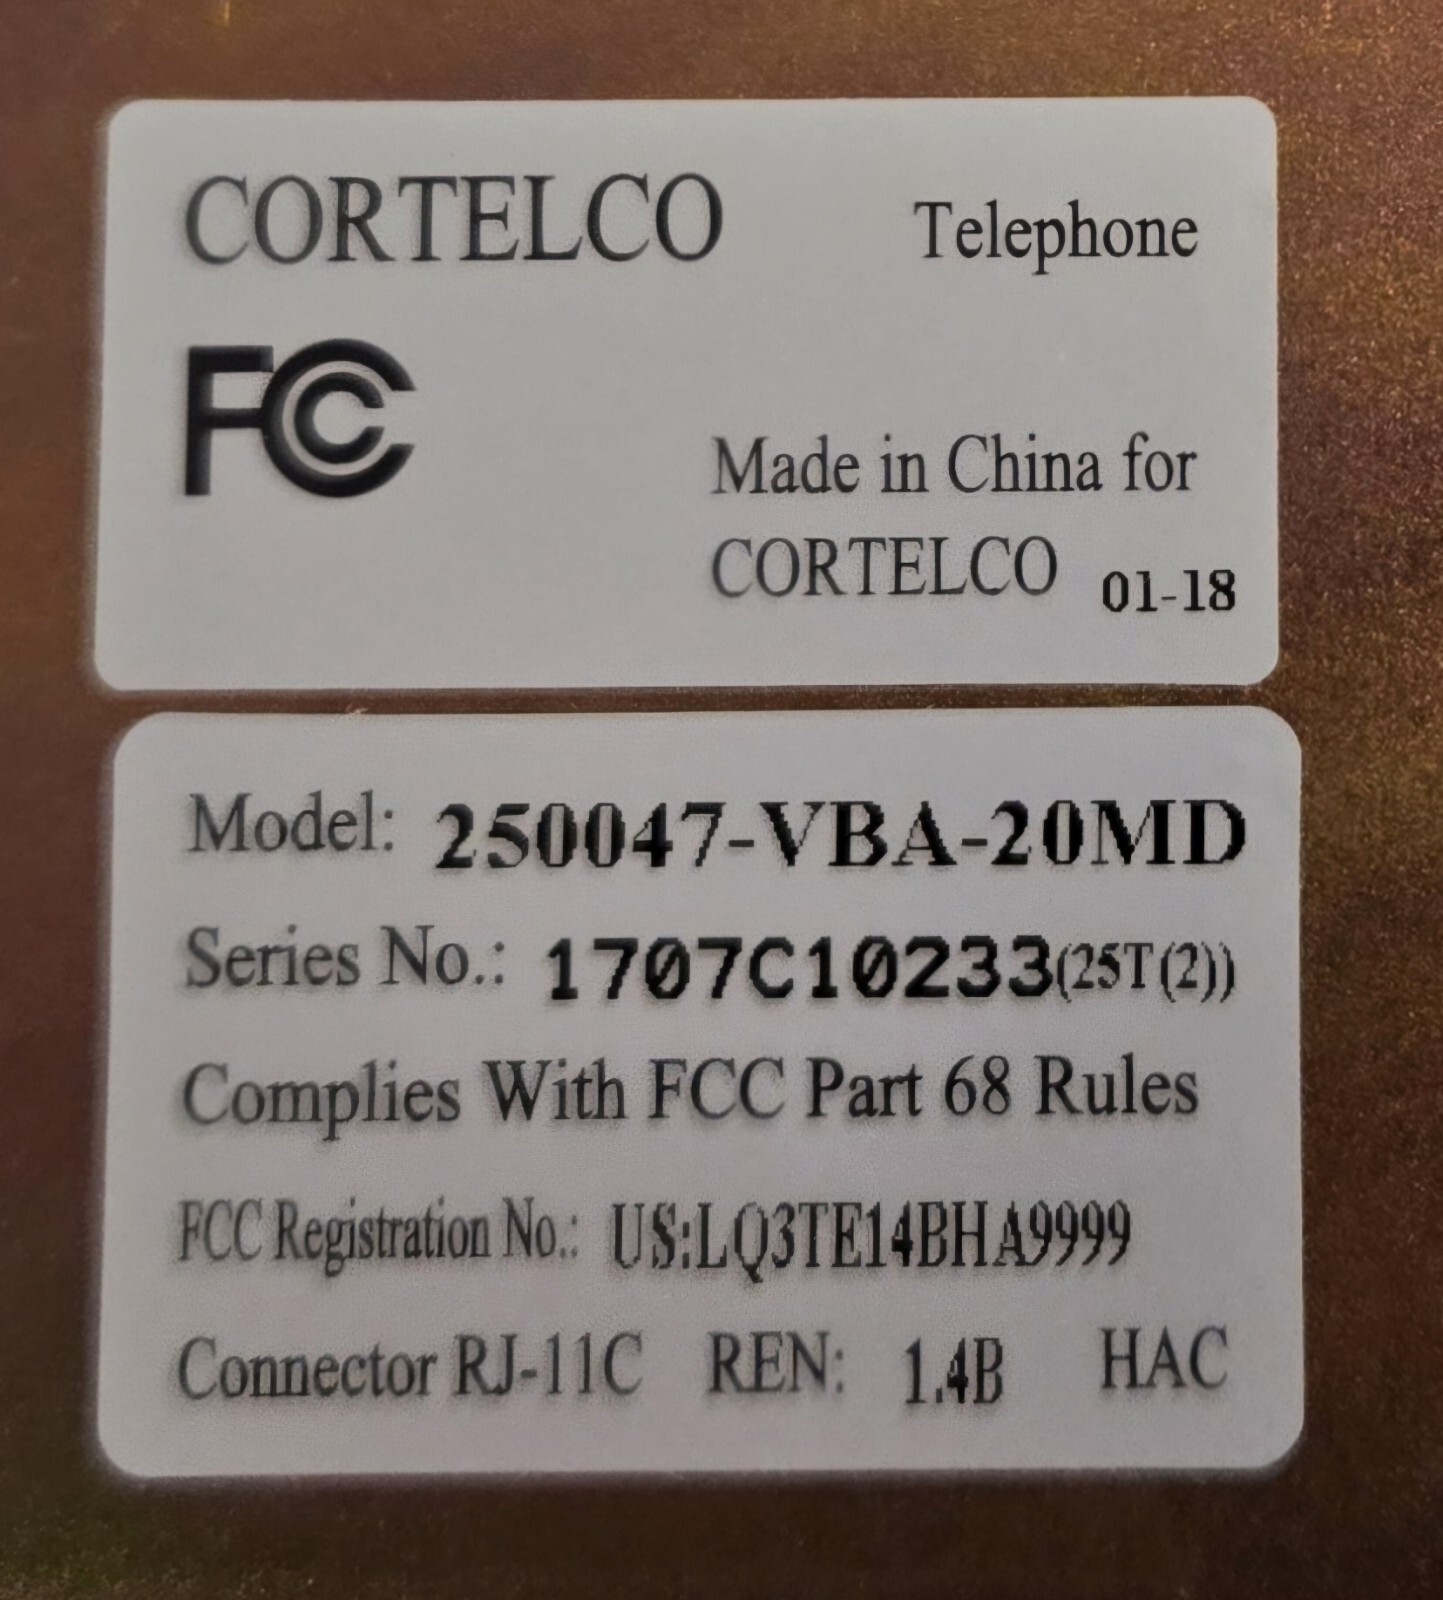 CORTELCO Telephone
FCC
Made in China for
CORTELCO 01-18
Model: 250047-VBA-20MD
Series No.: 1707C10233(25T(2))
Complies With FCC Part 68 Rules
FCC Registration No.: US:LQ3TE14BHA9999
Connector RJ-11C REN: 1.4B HAC